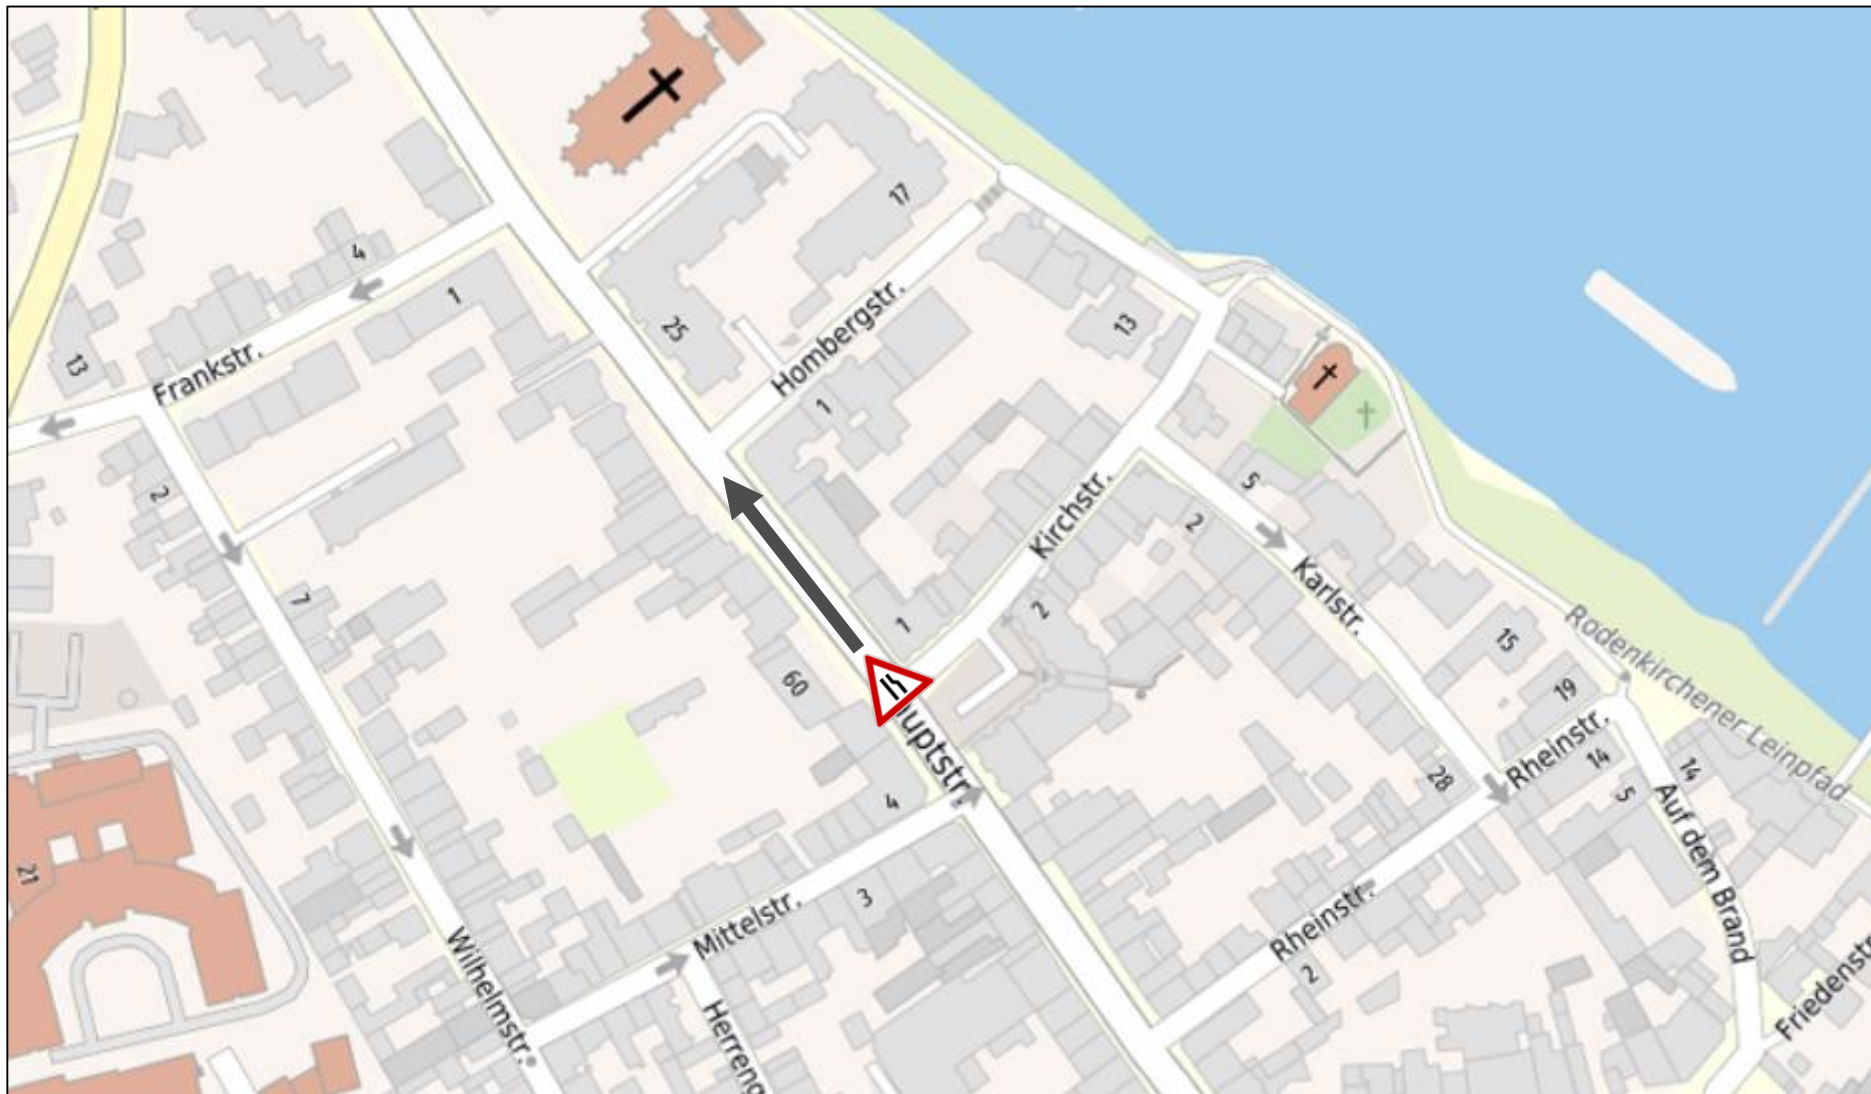 17
4
1
25
13
Hombergstr.
13
Frankstr.
1
5
2
2
Kirchstr.
Karlstr.
7
1
2
15
Rodenkirchener Leinpfad
60
19
uptstr.
Rheinstr.
14
14
28
5
4
Auf dem Brand
21
3
Mittelstr.
Rheinstr.
2
Wilhelmstr.
Herreng
Friedenstr